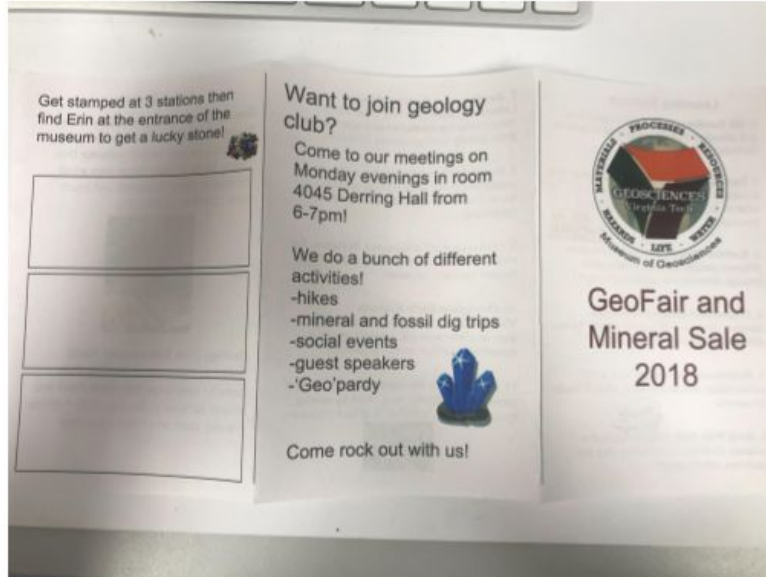 Get stamped at 3 stations then
find Erin at the entrance of the
museum to get a lucky stone!
Want to join geology
club?
Come to our meetings on
Monday evenings in room
4045 Derring Hall from
6-7pm!
We do a bunch of different
activities!
-hikes
-mineral and fossil dig trips
-social events
-guest speakers
-'Geo'pardy
Come rock out with us!
MATERIALS · PROCESSES · RESOURCES
GEOSCIENCES
Virginia Tech
HAZARDS · LIFE · WATER
Museum of Geosciences
GeoFair and
Mineral Sale
2018